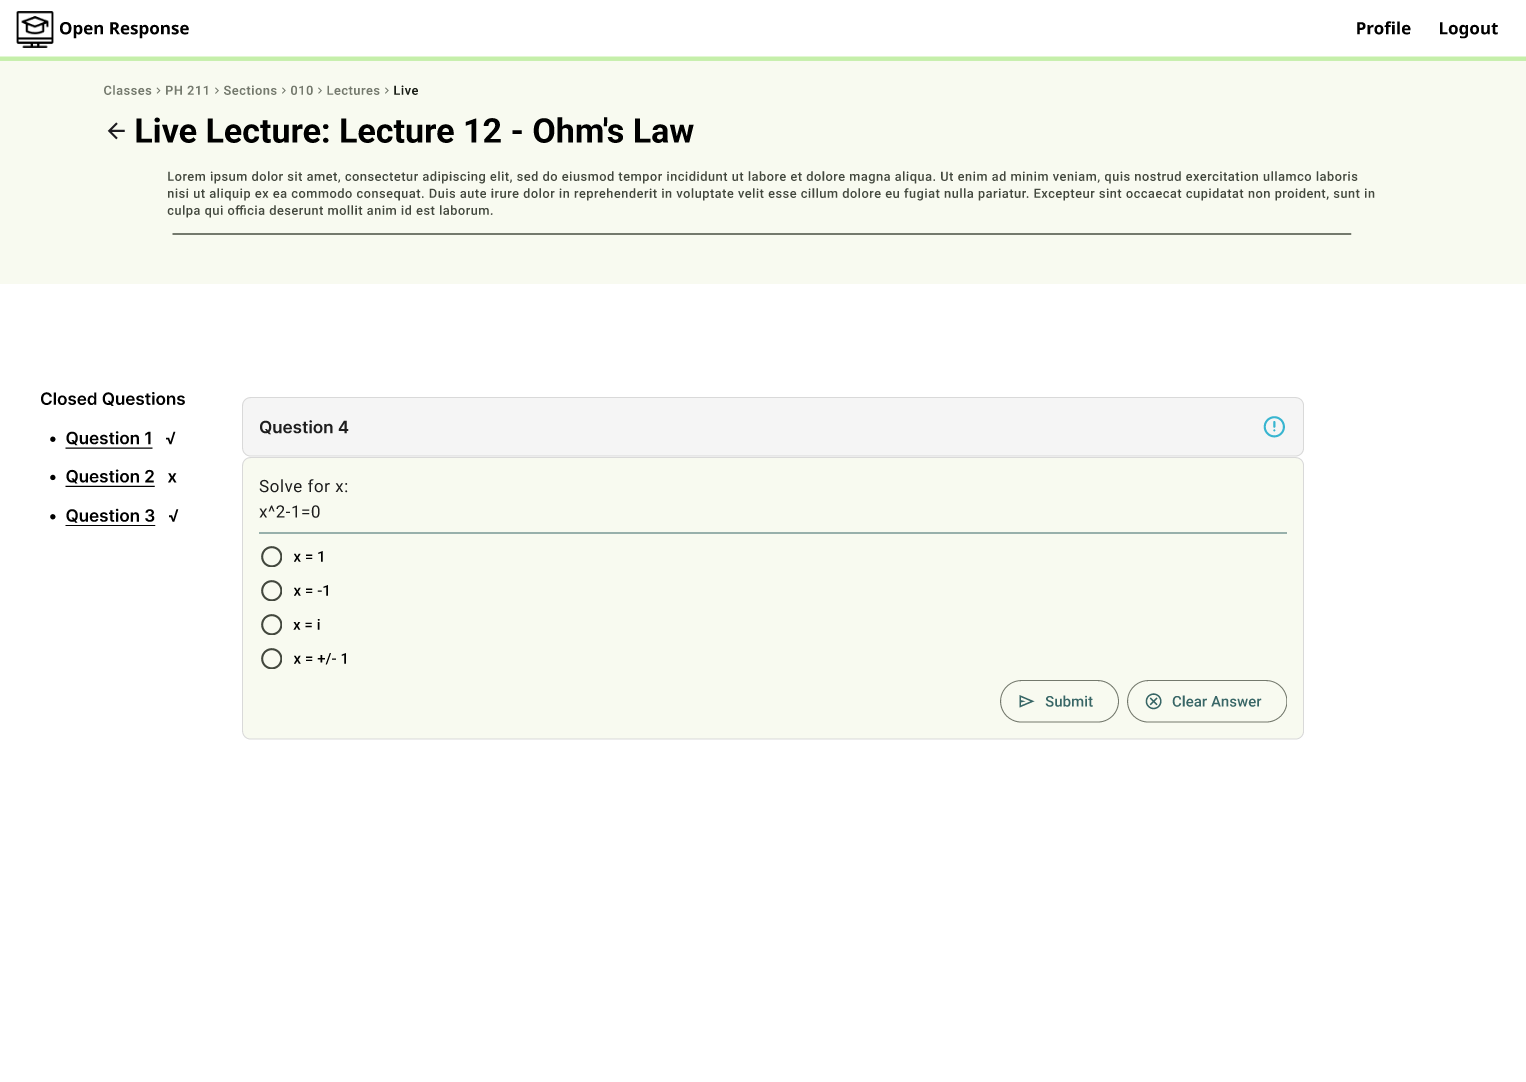 Open Response
Profile Logout
Classes > PH 211 > Sections > 010 > Lectures > Live
Live Lecture: Lecture 12 - Ohm's Law
Lorem ipsum dolor sit amet, consectetur adipiscing elit, sed do eiusmod tempor incididunt ut labore et dolore magna aliqua. Ut enim ad minim veniam, quis nostrud exercitation ullamco laboris
nisi ut aliquip ex ea commodo consequat. Duis aute irure dolor in reprehenderit in voluptate velit esse cillum dolore eu fugiat nulla pariatur. Excepteur sint occaecat cupidatat non proident, sunt in
culpa qui officia deserunt mollit anim id est laborum.
Closed Questions
• Question 1 √
• Question 2 x
• Question 3 √
Question 4
Solve for x:
x^2-1=0
x = 1
x = -1
x = i
x = +/- 1
Submit
Clear Answer